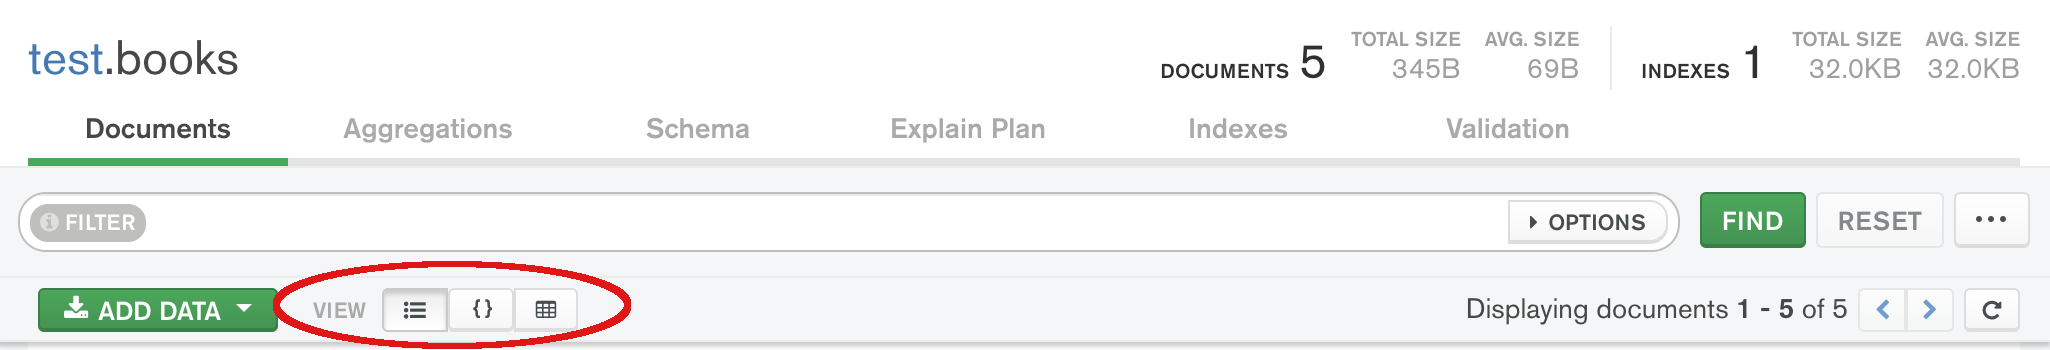 test.books
DOCUMENTS 5
TOTAL SIZE
345B
AVG. SIZE
69B
INDEXES 1
TOTAL SIZE
32.0KB
AVG. SIZE
32.0KB
Documents Aggregations Schema Explain Plan Indexes Validation
FILTER
OPTIONS
FIND
RESET
ADD DATA
VIEW
{}
Displaying documents 1 - 5 of 5